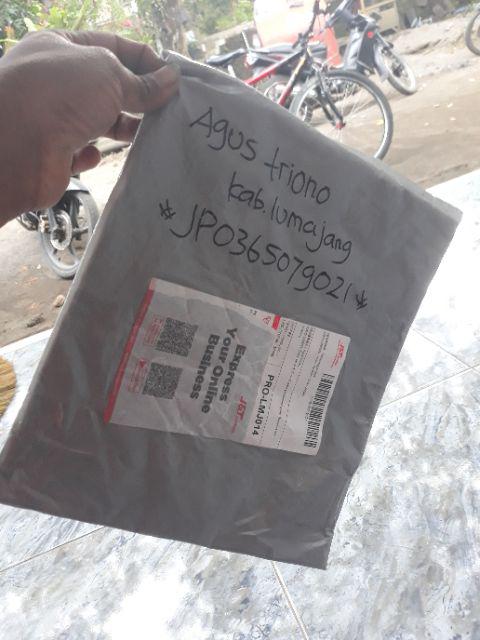 Agus triono
kab.lumajang
*JP0365079021*
J&T
PRO-LMJ014
Express
Your Online
Business
J&T